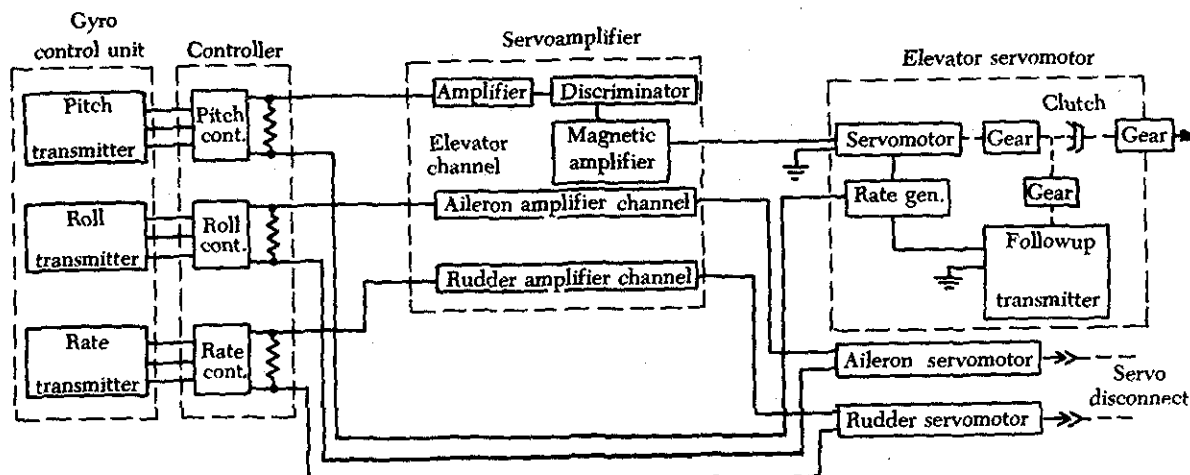 Gyro
control unit
Controller
Servoamplifier
Elevator servomotor
Pitch
transmitter
Pitch
cont.
Amplifier
Discriminator
Elevator
channel
Magnetic
amplifier
Clutch
Servomotor
Gear
Gear
Rate gen.
Gear
Followup
transmitter
Roll
transmitter
Roll
cont.
Aileron amplifier channel
Rudder amplifier channel
Rate
transmitter
Rate
cont.
Aileron servomotor
Rudder servomotor
Servo
disconnect